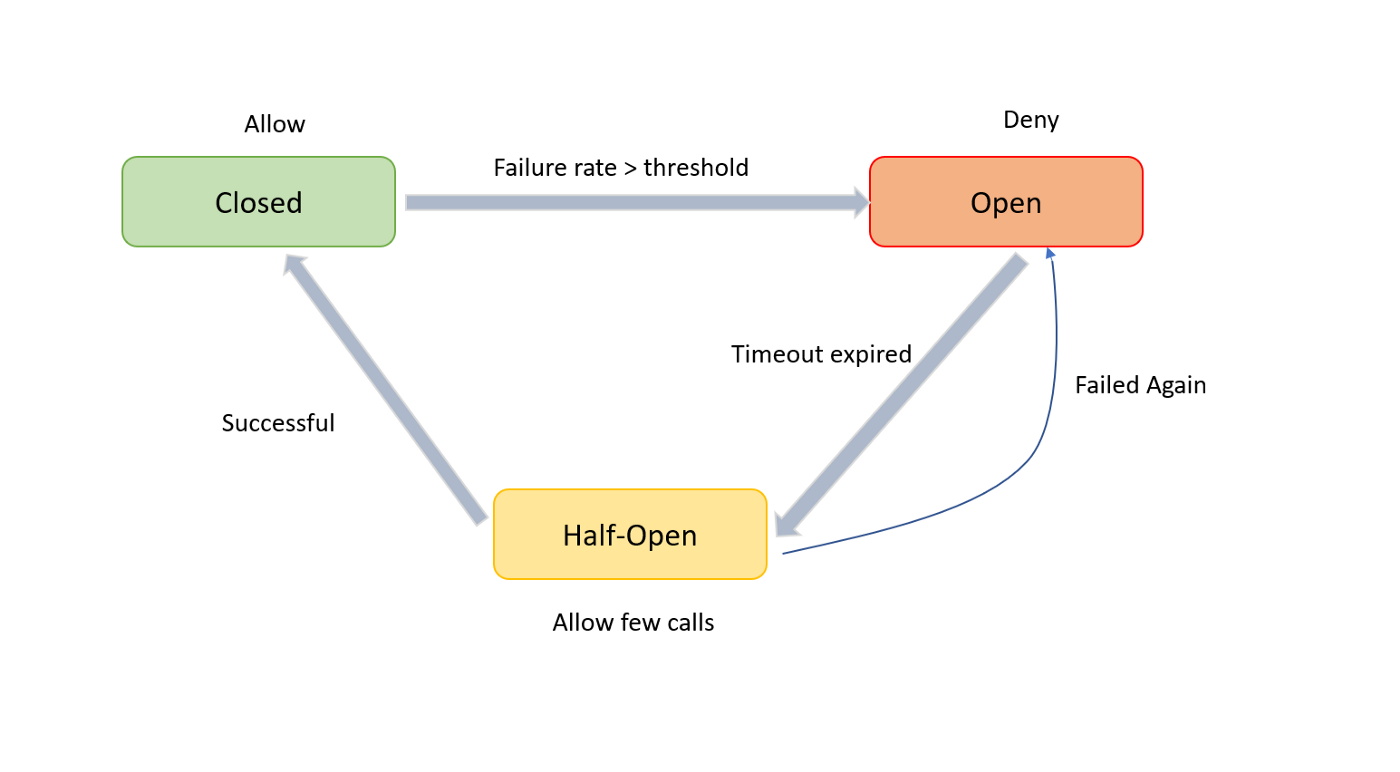 Allow
Deny
Failure rate > threshold
Closed
Open
Timeout expired
Failed Again
Successful
Half-Open
Allow few calls